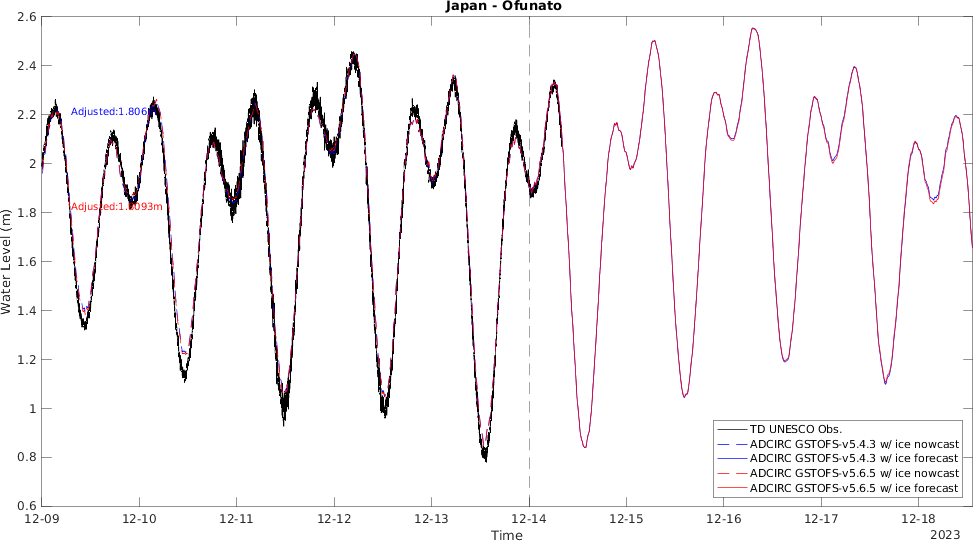 Japan - Ofunato
Water Level (m)
2.6
2.4
2.2
2
1.8
1.6
1.4
1.2
1
0.8
0.6
Adjusted:1.806
Adjusted:1.8093m
TD UNESCO Obs.
ADCIRC GSTOFS-v5.4.3 w/ ice nowcast
ADCIRC GSTOFS-v5.4.3 w/ ice forecast
ADCIRC GSTOFS-v5.6.5 w/ ice nowcast
ADCIRC GSTOFS-v5.6.5 w/ ice forecast
12-09 12-10 12-11 12-12 12-13 12-14 12-15 12-16 12-17 12-18
Time
2023